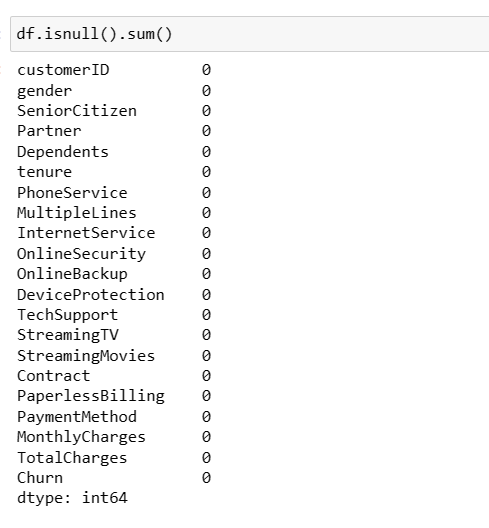 df.isnull().sum()
customerID 0
gender 0
SeniorCitizen 0
Partner 0
Dependents 0
tenure 0
PhoneService 0
MultipleLines 0
InternetService 0
OnlineSecurity 0
OnlineBackup 0
DeviceProtection 0
TechSupport 0
StreamingTV 0
StreamingMovies 0
Contract 0
PaperlessBilling 0
PaymentMethod 0
MonthlyCharges 0
TotalCharges 0
Churn 0
dtype: int64